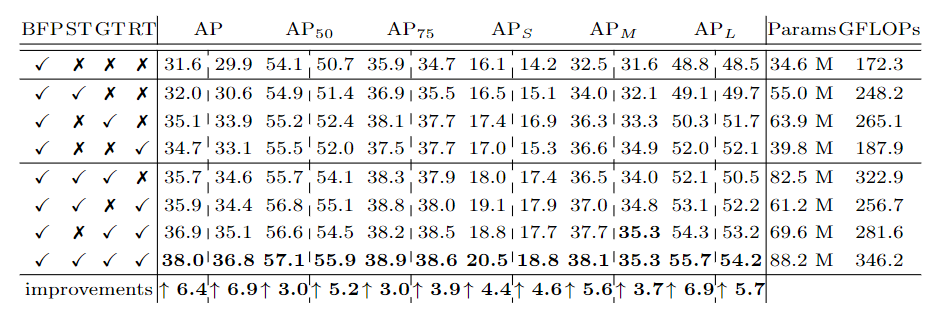 BFP ST GT RT AP AP50 AP75 APS APM APL Params GFLOPs
✓ ✗ ✗ ✗ 31.6 29.9 54.1 50.7 35.9 34.7 16.1 14.2 32.5 31.6 48.8 48.5 34.6 M 172.3
✓ ✓ ✗ ✗ 32.0 30.6 54.9 51.4 36.9 35.5 16.5 15.1 34.0 32.1 49.1 49.7 55.0 M 248.2
✓ ✗ ✓ ✗ 35.1 33.9 55.2 52.4 38.1 37.7 17.4 16.9 36.3 33.3 50.3 51.7 63.9 M 265.1
✓ ✗ ✗ ✓ 34.7 33.1 55.5 52.0 37.5 37.7 17.0 15.3 36.6 34.9 52.0 52.1 39.8 M 187.9
✓ ✓ ✓ ✗ 35.7 34.6 55.7 54.1 38.3 37.9 18.0 17.4 36.5 34.0 52.1 50.5 82.5 M 322.9
✓ ✓ ✗ ✓ 35.9 34.4 56.8 55.1 38.8 38.0 19.1 17.9 37.0 34.8 53.1 52.2 61.2 M 256.7
✓ ✗ ✓ ✓ 36.9 35.1 56.6 54.5 38.2 38.5 18.8 17.7 37.7 35.3 54.3 53.2 69.6 M 281.6
✓ ✓ ✓ ✓ 38.0 36.8 57.1 55.9 38.9 38.6 20.5 18.8 38.1 35.3 55.7 54.2 88.2 M 346.2
improvements ↑ 6.4 ↑ 6.9 ↑ 3.0 ↑ 5.2 ↑ 3.0 ↑ 3.9 ↑ 4.4 ↑ 4.6 ↑ 5.6 ↑ 3.7 ↑ 6.9 ↑ 5.7